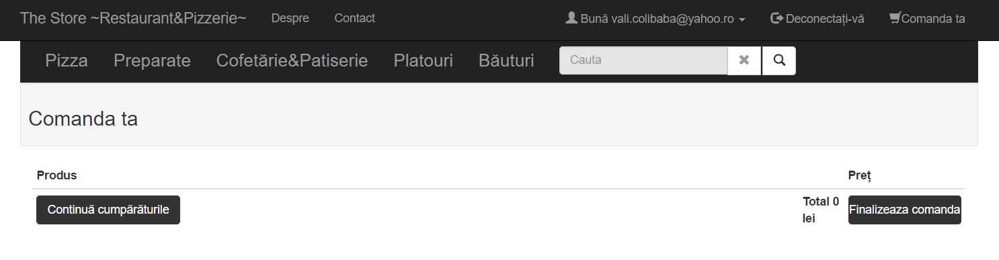 The Store ~Restaurant&Pizzerie~ Despre Contact Bună vali.colibaba@yahoo.ro Deconectați-vă Comanda ta
Pizza Preparate Cofetărie&Patiserie Platouri Băuturi Cauta
Comanda ta
Produs Preț
Continuă cumpărăturile Total 0 Finalizeaza comanda
lei